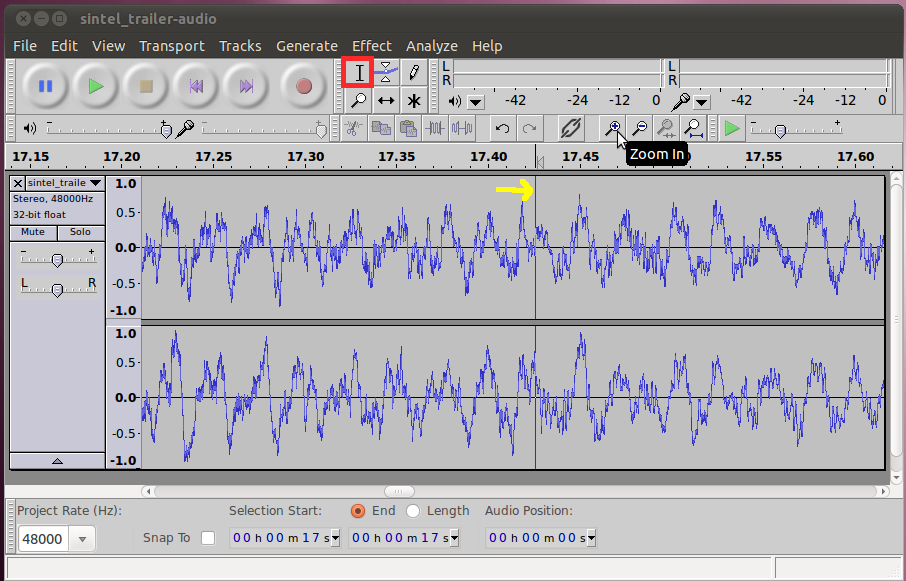 sintel_trailer-audio
File Edit View Transport Tracks Generate Effect Analyze Help
L L
R R
-42 -24 -12 0 -42 -24 -12 0
17.15 17.20 17.25 17.30 17.35 17.40 17.45 17.55 17.60
Zoom In
sintel_traile
Stereo, 48000Hz
32-bit float
Mute Solo
- +
L R
1.0
0.5
0.0
-0.5
-1.0
1.0
0.5
0.0
-0.5
-1.0
Project Rate (Hz): Selection Start: End Length Audio Position:
48000 Snap To 00 h 00 m 17 s 00 h 00 m 17 s 00 h 00 m 00 s